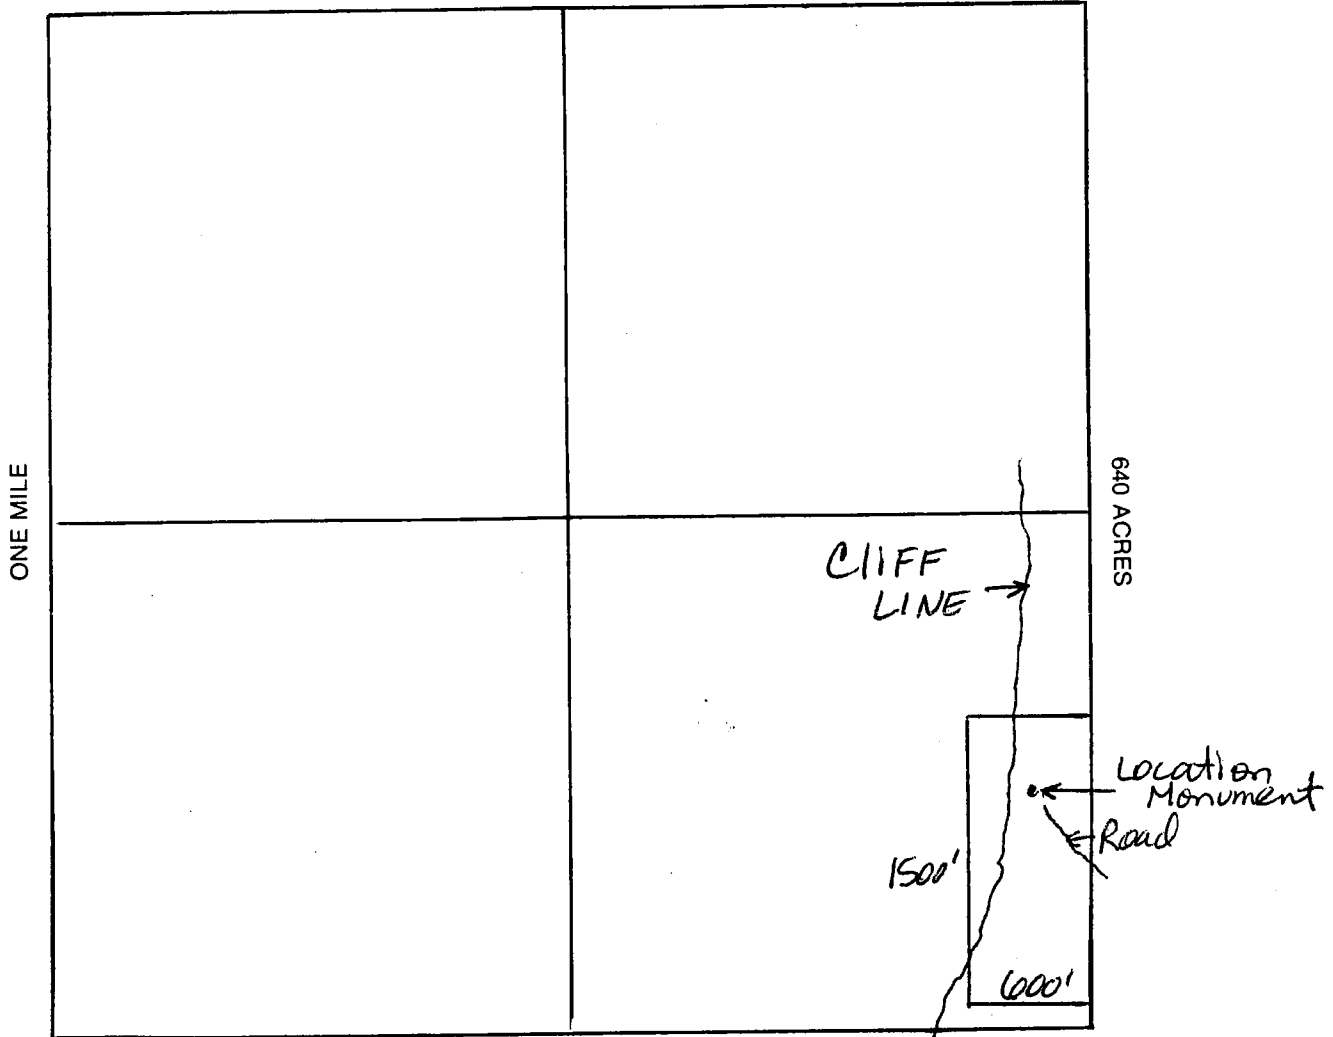 ONE MILE
640 ACRES
CliFF
LINE
Location
Monument
Road
1500'
600'